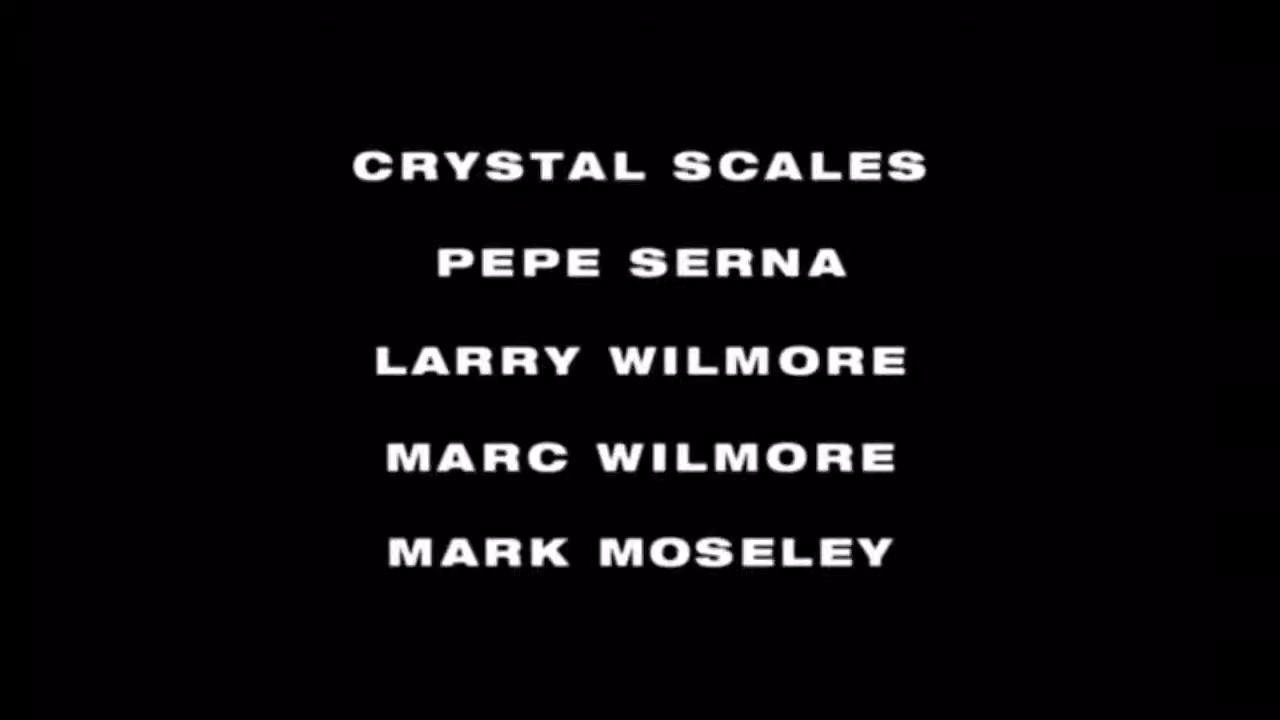 CRYSTAL SCALES
PEPE SERNA
LARRY WILMORE
MARC WILMORE
MARK MOSELEY